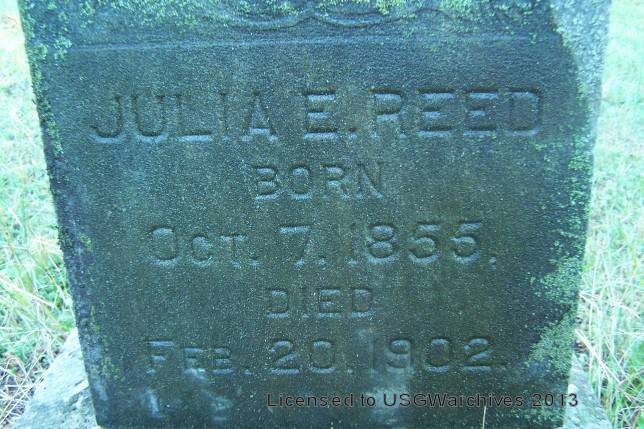 JULIA E. REED
BORN
OCT. 7, 1855.
DIED
FEB. 20, 1902.
Licensed to USGWarchives 2013